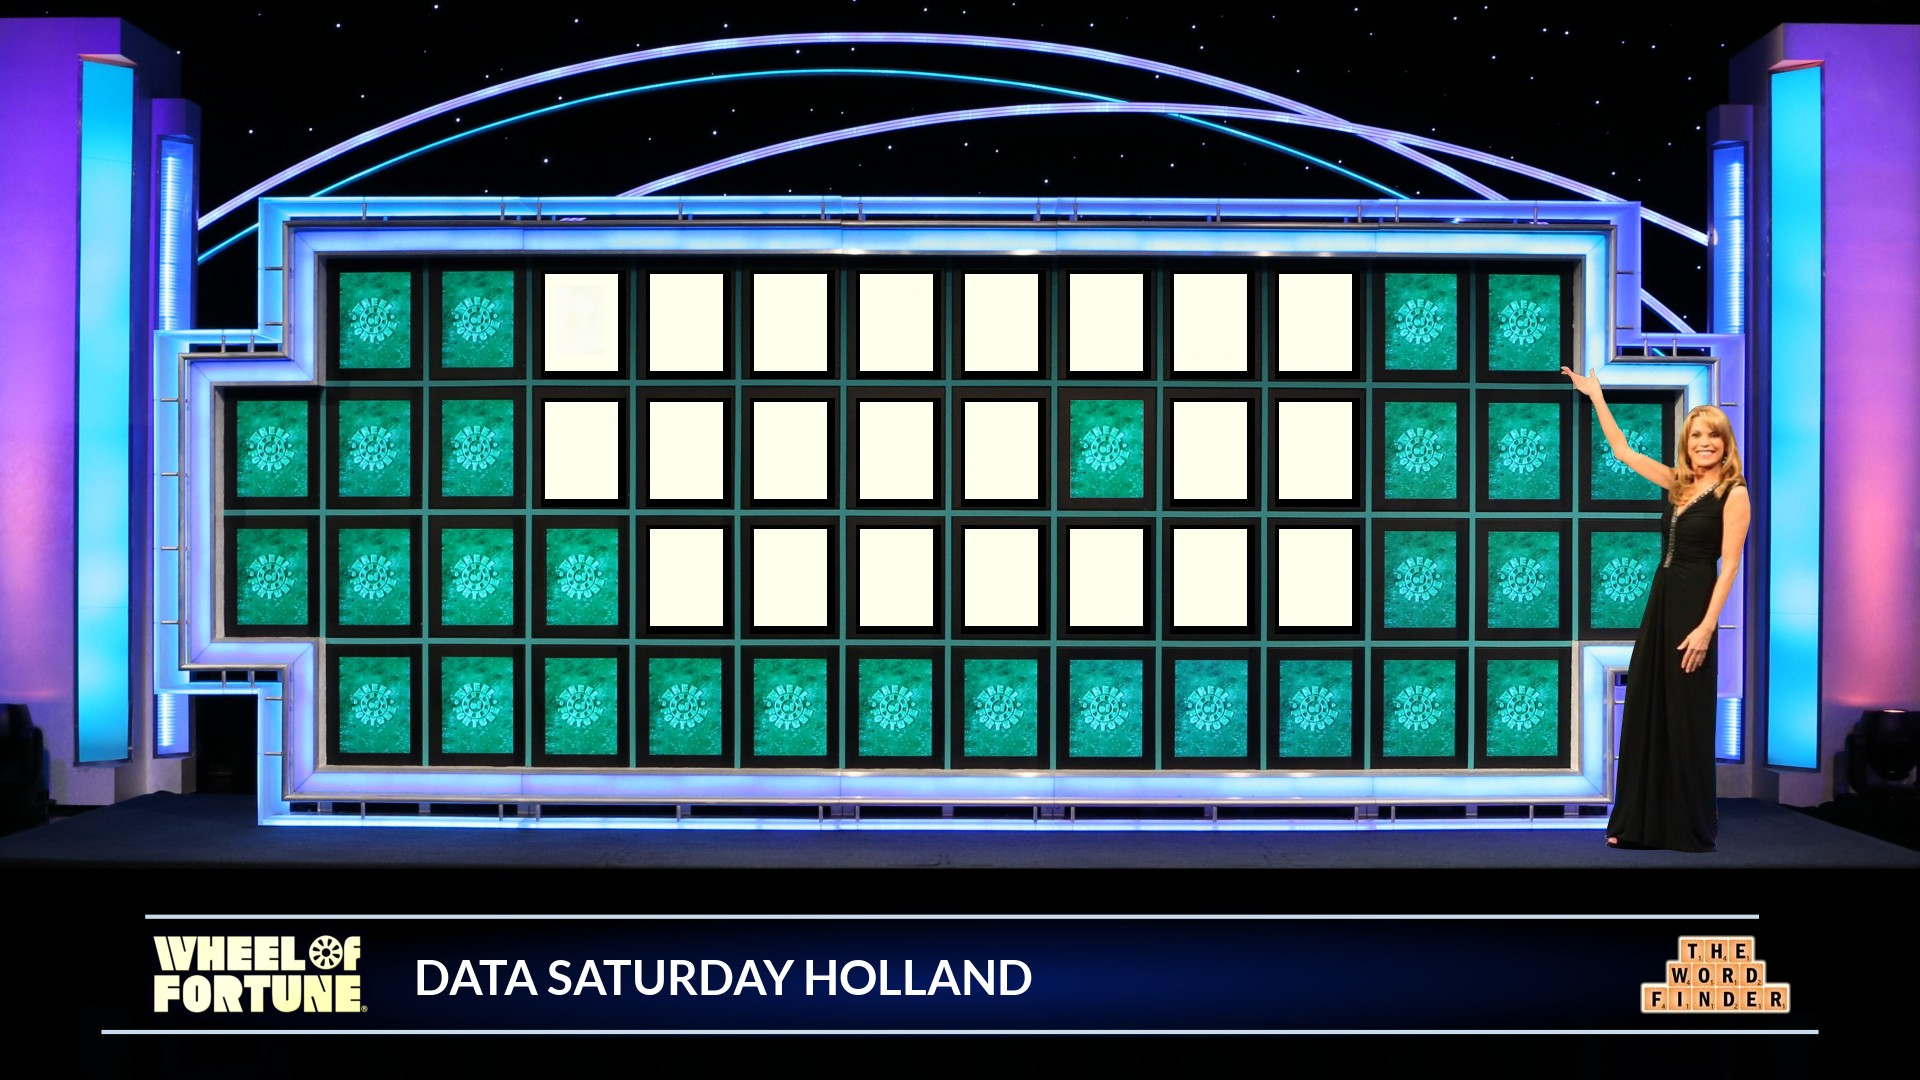 WHEEL OF
FORTUNE
DATA SATURDAY HOLLAND
THE
WORD
FINDER